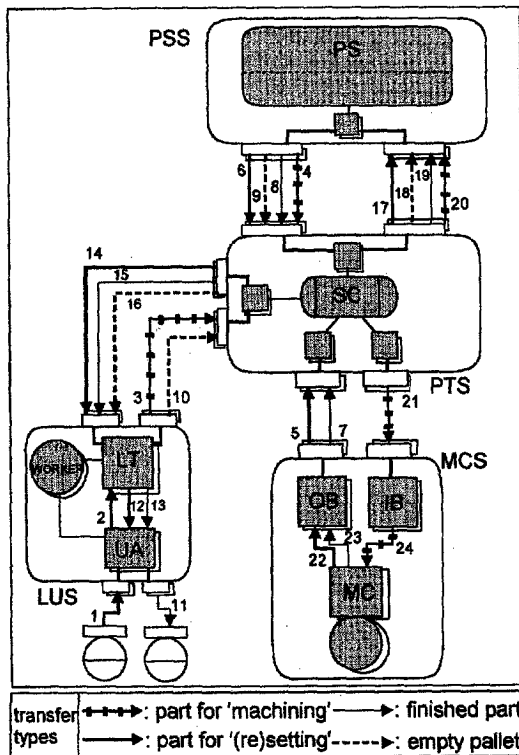 PSS
PS
6
9
8
4
17
18
19
20
14
15
16
SC
3
10
PTS
21
5
7
MCS
WORKER
LT
2
12
13
UA
OB
IB
23
24
22
MC
LUS
1
11
transfer types
: part for 'machining'
: finished part
: part for '(re)setting'
: empty pallet